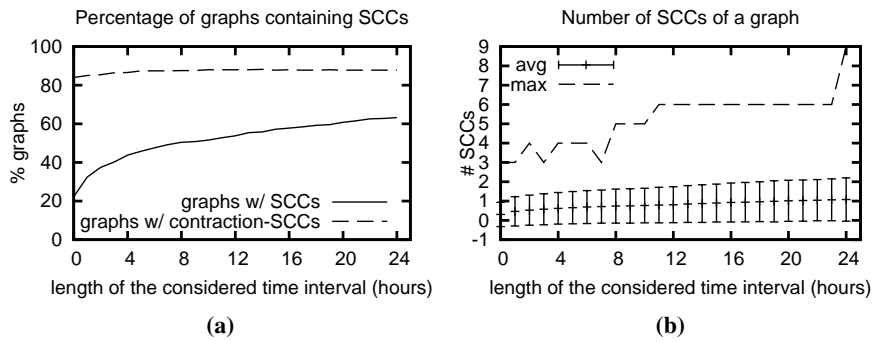 Percentage of graphs containing SCCs
100
80
60
40
20
0
% graphs
graphs w/ SCCs
graphs w/ contraction-SCCs
0 4 8 12 16 20 24
length of the considered time interval (hours)
(a)
Number of SCCs of a graph
9
8
7
6
5
4
3
2
1
0
-1
# SCCs
avg
max
0 4 8 12 16 20 24
length of the considered time interval (hours)
(b)